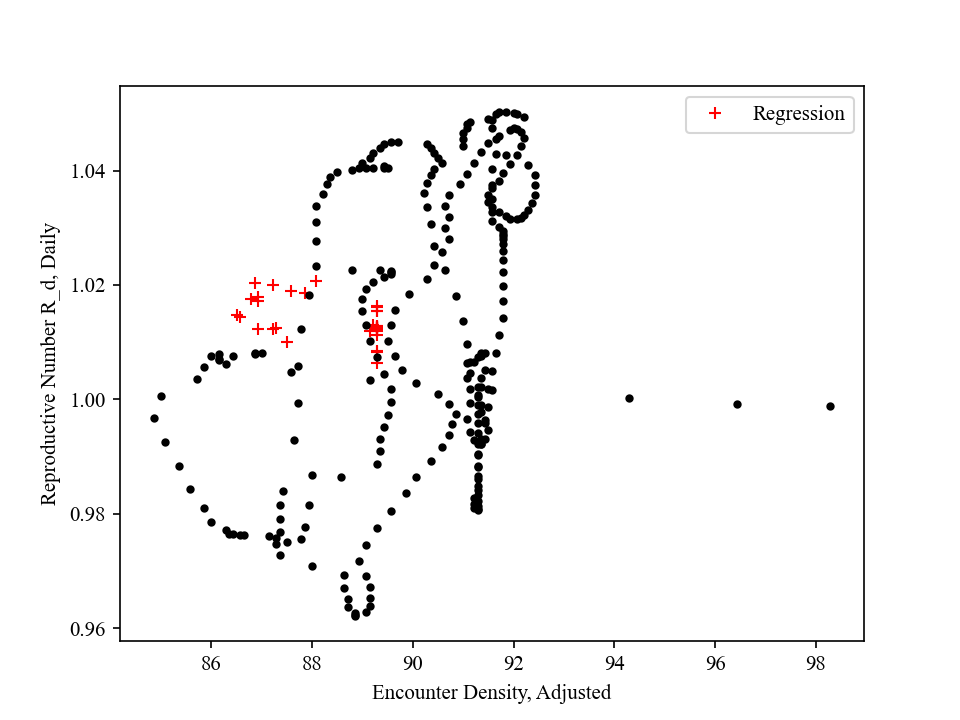 Regression
Reproductive Number R_d, Daily
1.04
1.02
1.00
0.98
0.96
86 88 90 92 94 96 98
Encounter Density, Adjusted